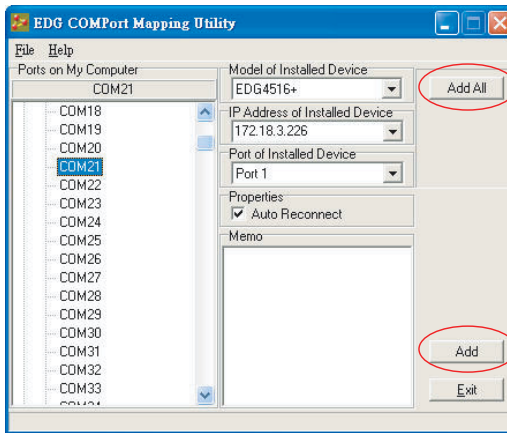 EDG COMPort Mapping Utility
File Help
Ports on My Computer
COM21
COM18
COM19
COM20
COM21
COM22
COM23
COM24
COM25
COM26
COM27
COM28
COM29
COM30
COM31
COM32
COM33
COM34
Model of Installed Device
EDG4516+
IP Address of Installed Device
172.18.3.226
Port of Installed Device
Port 1
Properties
Auto Reconnect
Memo
Add All
Add
Exit